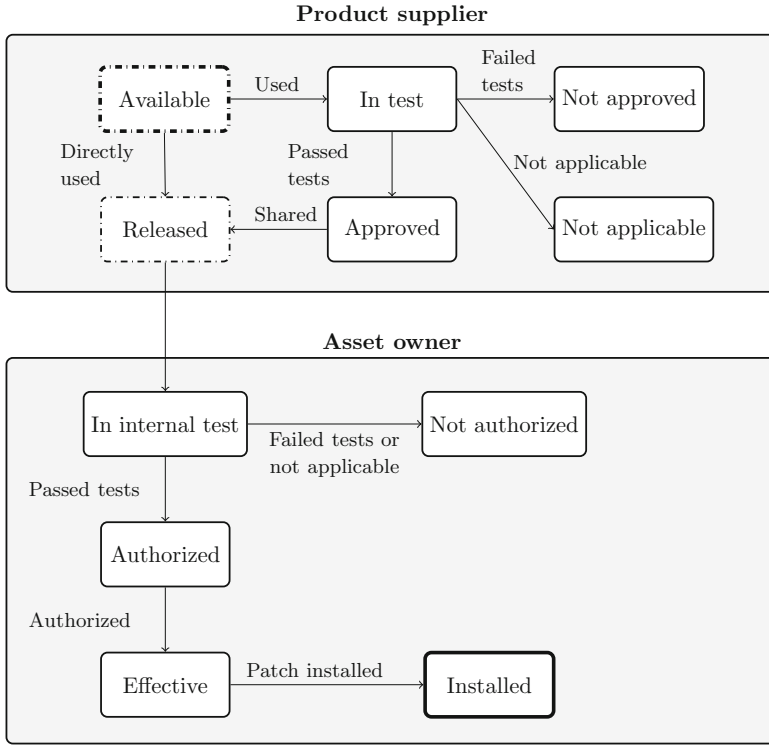 Product supplier
Available
Used
In test
Failed
tests
Not approved
Directly
used
Passed
tests
Not applicable
Released
Shared
Approved
Not applicable
Asset owner
In internal test
Failed tests or
not applicable
Not authorized
Passed tests
Authorized
Authorized
Effective
Patch installed
Installed